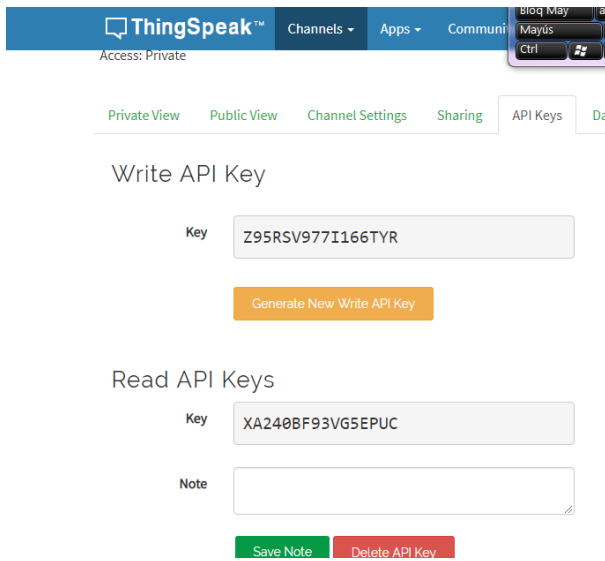 ThingSpeak™ Channels Apps Communi
Bloq May
Mayús
Ctrl
Access: Private
Private View Public View Channel Settings Sharing API Keys Da
Write API Key
Key Z95RSV977I166TYR
Generate New Write API Key
Read API Keys
Key XA240BF93VG5EPUC
Note
Save Note Delete API Key